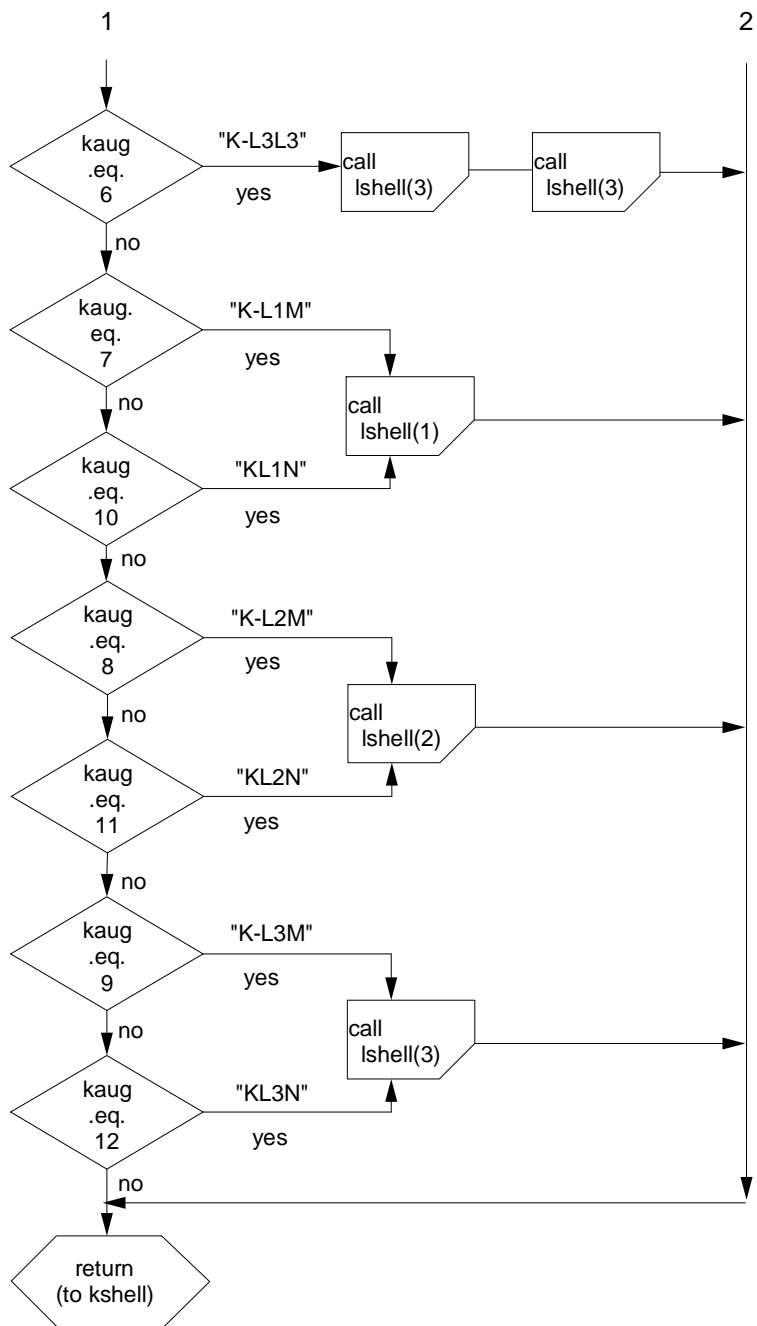 1
2
kaug
.eq.
6
"K-L3L3"
yes
call
lshell(3)
call
lshell(3)
no
kaug.
eq.
7
"K-L1M"
yes
no
call
lshell(1)
kaug
.eq.
10
"KL1N"
yes
no
kaug
.eq.
8
"K-L2M"
yes
no
call
lshell(2)
kaug
.eq.
11
"KL2N"
yes
no
kaug
.eq.
9
"K-L3M"
yes
no
call
lshell(3)
kaug
.eq.
12
"KL3N"
yes
no
return
(to kshell)